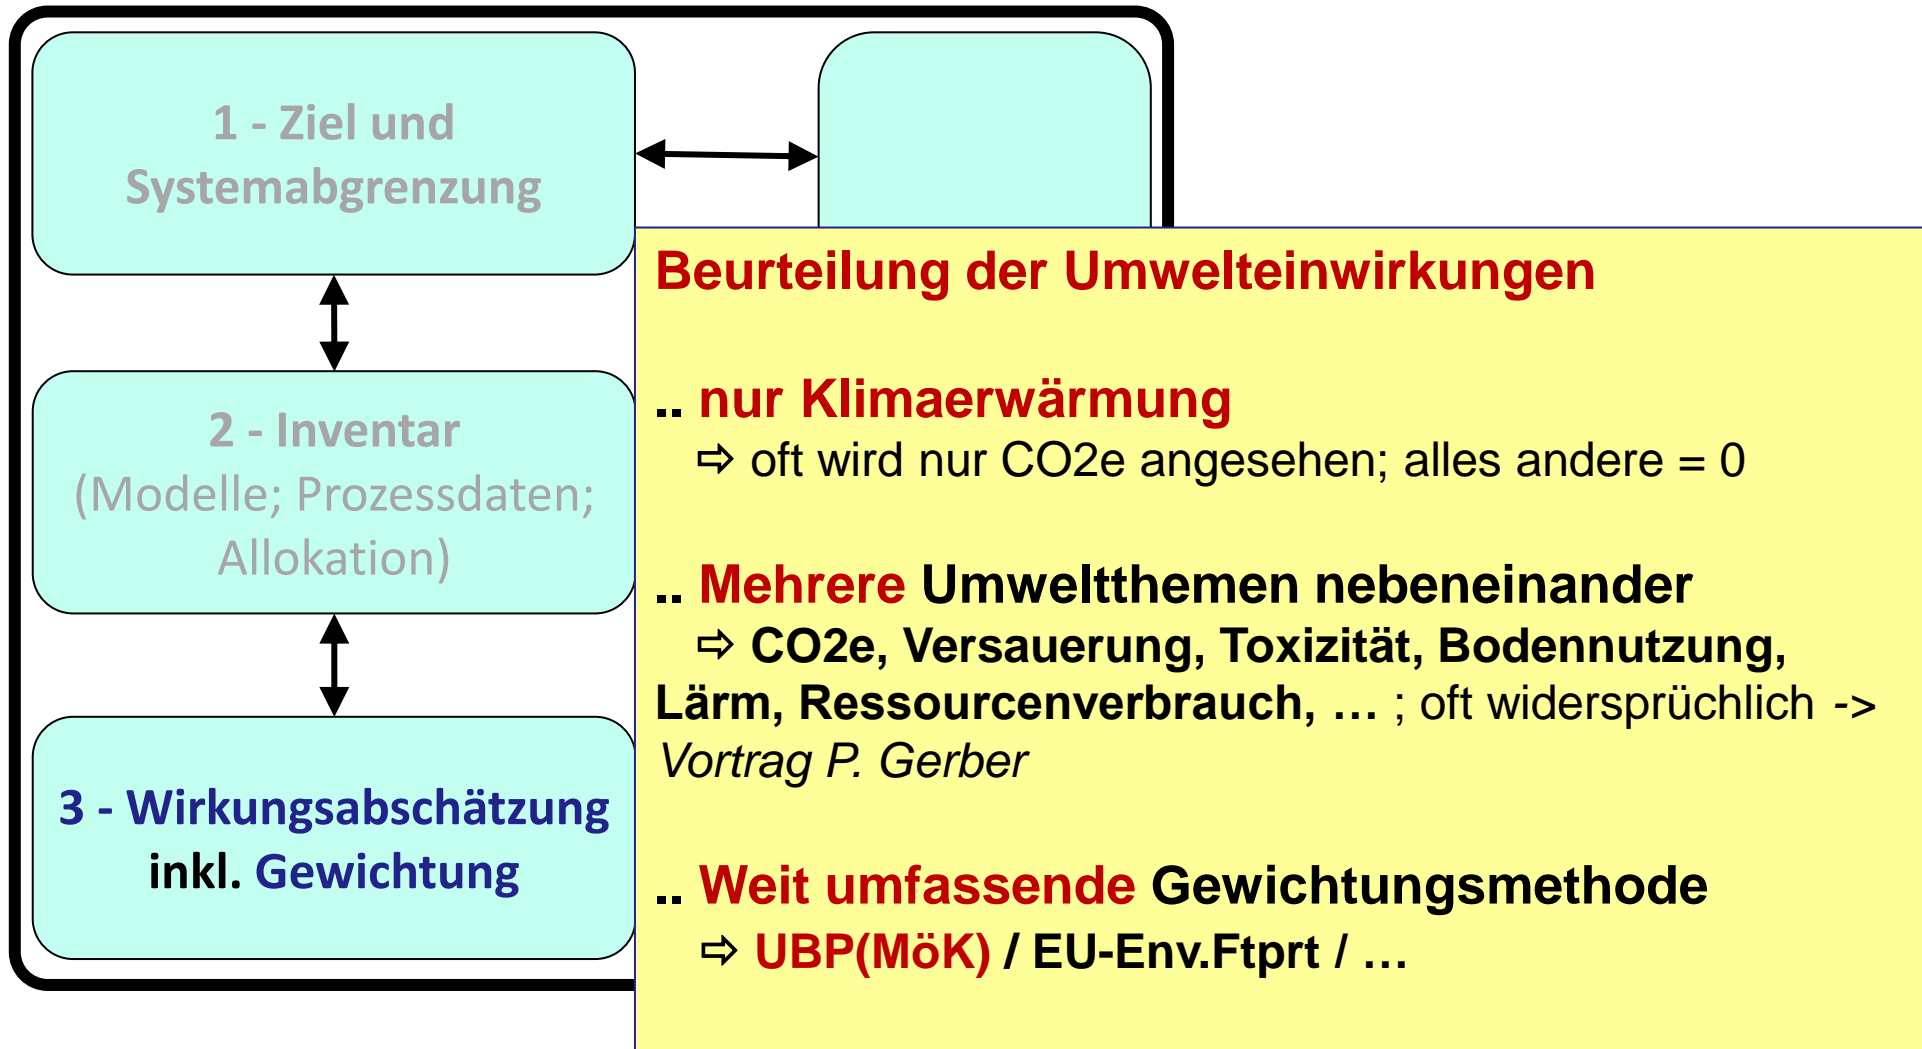 1 - Ziel und
Systemabgrenzung
2 - Inventar
(Modelle; Prozessdaten;
Allokation)
3 - Wirkungsabschätzung
inkl. Gewichtung
Beurteilung der Umwelteinwirkungen
.. nur Klimaerwärmung
⇨ oft wird nur CO2e angesehen; alles andere = 0
.. Mehrere Umweltthemen nebeneinander
⇨ CO2e, Versauerung, Toxizität, Bodennutzung,
Lärm, Ressourcenverbrauch, … ; oft widersprüchlich ->
Vortrag P. Gerber
.. Weit umfassende Gewichtungsmethode
⇨ UBP(MöK) / EU-Env.Ftprt / …